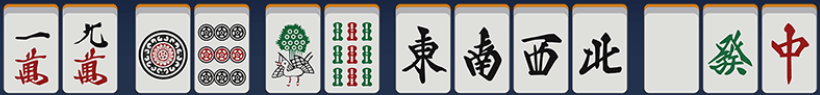 一萬 九萬 東 南 西 北 發 中